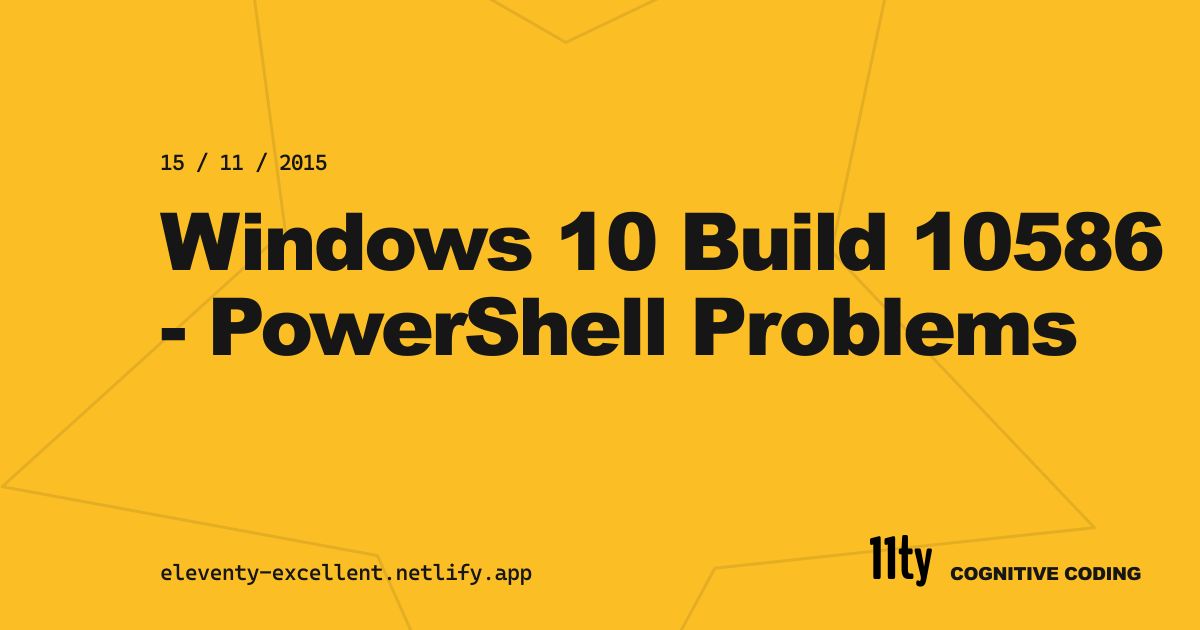 15 / 11 / 2015
Windows 10 Build 10586
- PowerShell Problems
eleventy-excellent.netlify.app
11ty COGNITIVE CODING